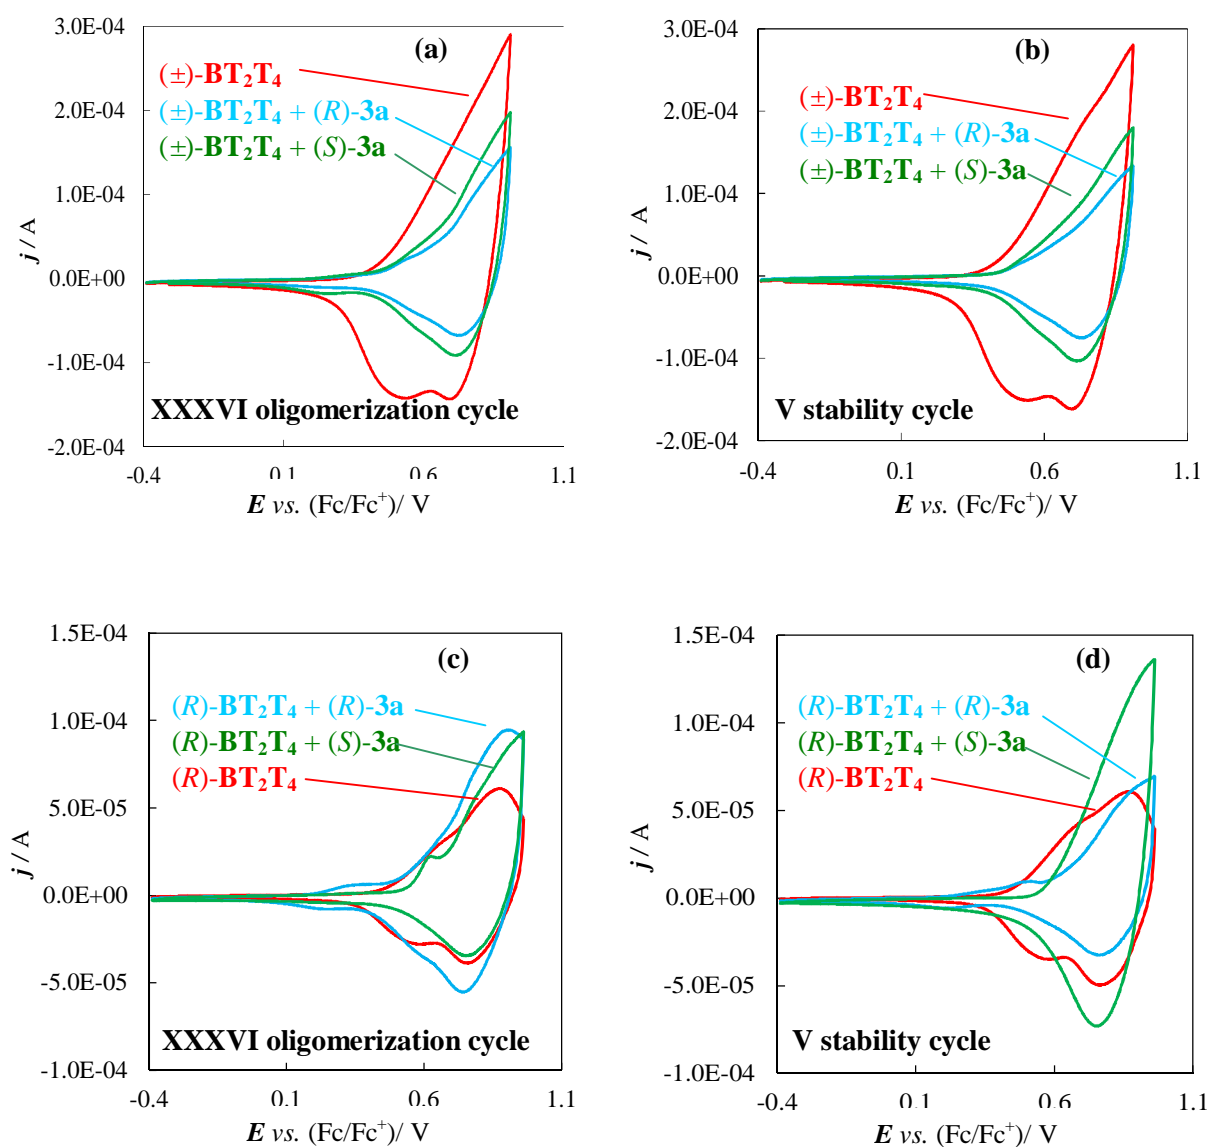 3.0E-04
(a)
(±)-BT₂T₄
(±)-BT₂T₄ + (R)-3a
(±)-BT₂T₄ + (S)-3a
2.0E-04
1.0E-04
j / A
0.0E+00
-1.0E-04
XXXVI oligomerization cycle
-2.0E-04
-0.4
0.1
0.6
1.1
E vs. (Fc/Fc⁺)/ V
3.0E-04
(b)
(±)-BT₂T₄
(±)-BT₂T₄ + (R)-3a
(±)-BT₂T₄ + (S)-3a
2.0E-04
1.0E-04
j / A
0.0E+00
-1.0E-04
V stability cycle
-2.0E-04
-0.4
0.1
0.6
1.1
E vs. (Fc/Fc⁺)/ V
1.5E-04
(c)
(R)-BT₂T₄ + (R)-3a
(R)-BT₂T₄ + (S)-3a
(R)-BT₂T₄
1.0E-04
5.0E-05
j / A
0.0E+00
-5.0E-05
XXXVI oligomerization cycle
-1.0E-04
-0.4
0.1
0.6
1.1
E vs. (Fc/Fc⁺)/ V
1.5E-04
(d)
(R)-BT₂T₄ + (R)-3a
(R)-BT₂T₄ + (S)-3a
(R)-BT₂T₄
1.0E-04
5.0E-05
j / A
0.0E+00
-5.0E-05
V stability cycle
-1.0E-04
-0.4
0.1
0.6
1.1
E vs. (Fc/Fc⁺)/ V